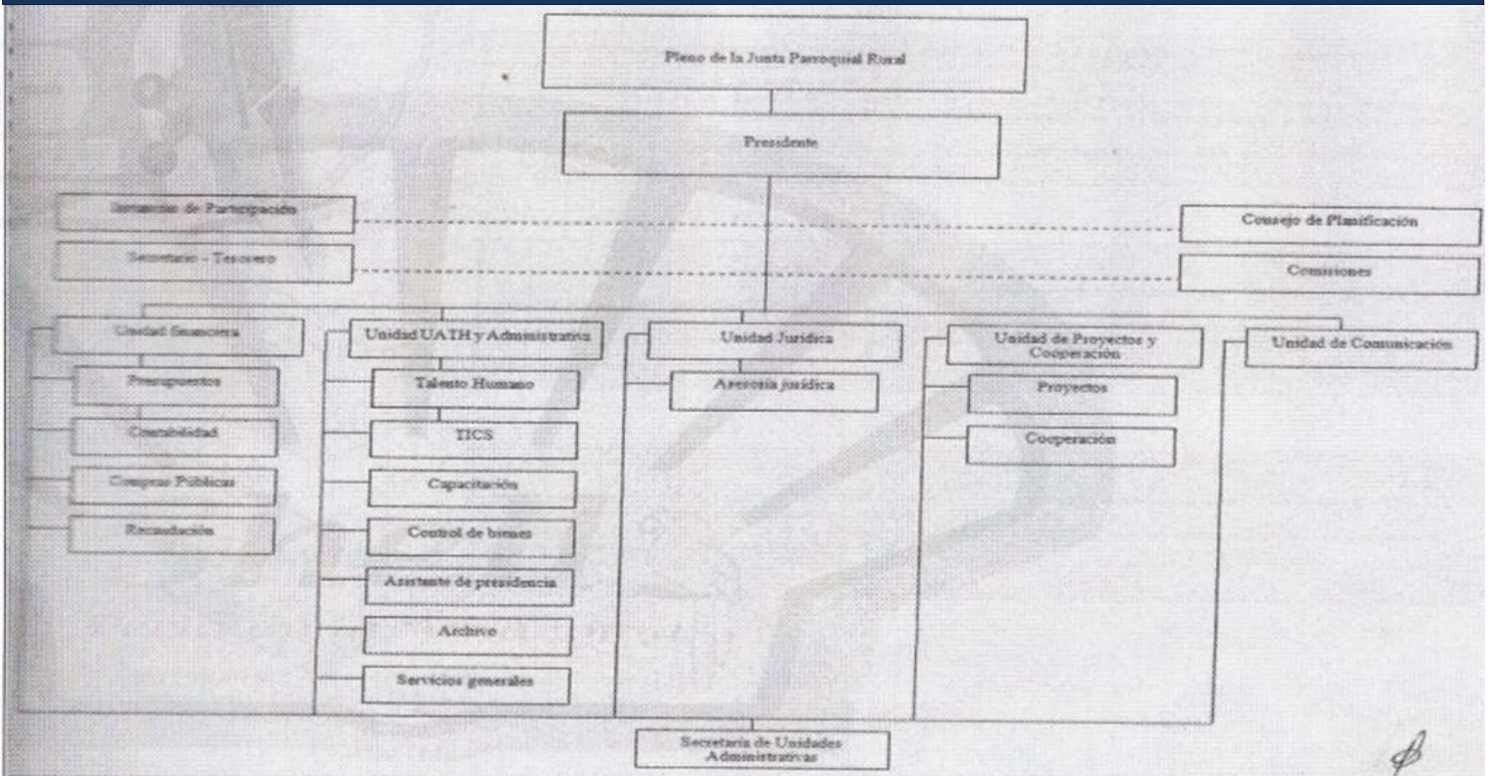 Pleno de la Junta Parroquial Rural
Presidente
Instancias de Participación
Consejo de Planificación
Secretario - Tesorero
Comisiones
Unidad financiera
Unidad UATH y Administrativa
Unidad Jurídica
Unidad de Proyectos y
Cooperación
Unidad de Comunicación
Presupuestos
Talento Humano
Asesoría jurídica
Proyectos
Contabilidad
TICS
Cooperación
Compras Públicas
Capacitación
Recaudación
Control de bienes
Asistente de presidencia
Archivo
Servicios generales
Secretaría de Unidades
Administrativas